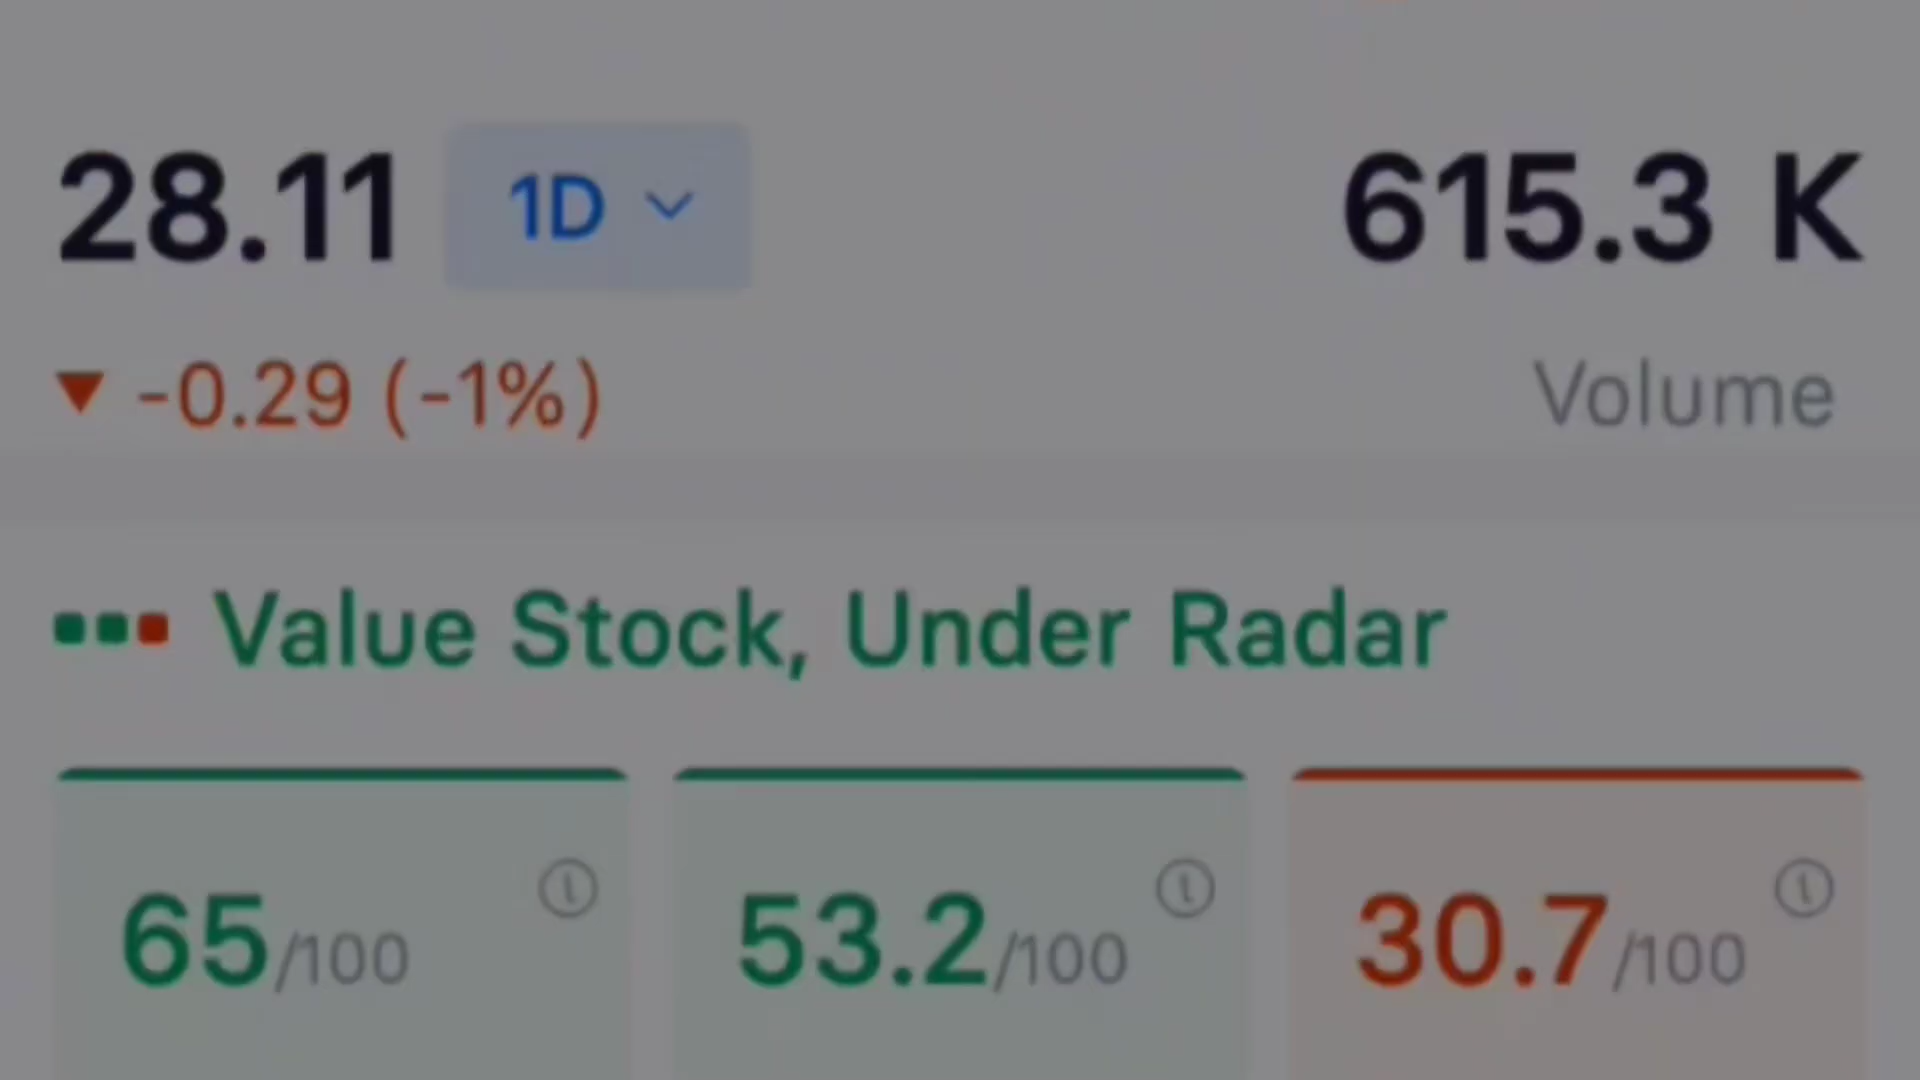 28.11 1D 615.3 K
-0.29 (-1%) Volume
Value Stock, Under Radar
65/100 53.2/100 30.7/100